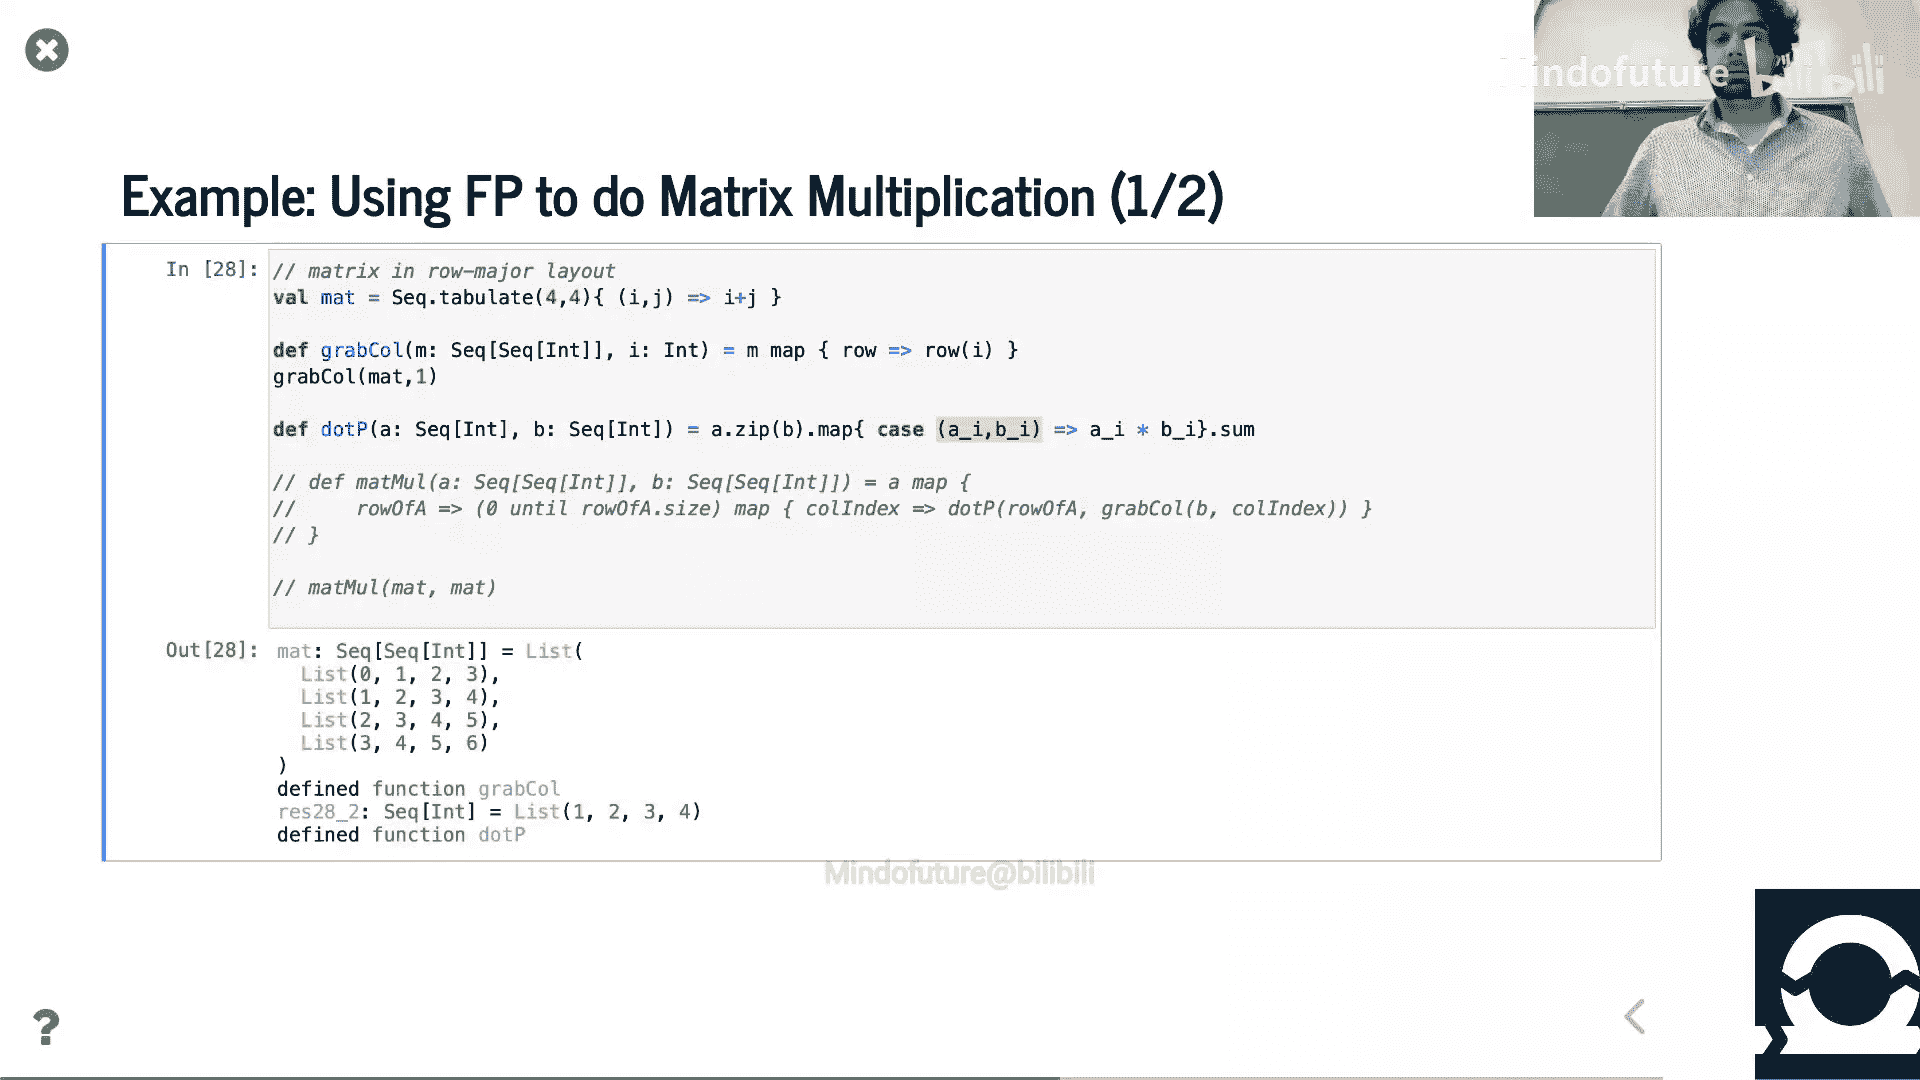 Mindofuture bilibili
Example: Using FP to do Matrix Multiplication (1/2)
In [28]:
// matrix in row-major layout
val mat = Seq.tabulate(4,4){ (i,j) => i+j }
def grabCol(m: Seq[Seq[Int]], i: Int) = m map { row => row(i) }
grabCol(mat,1)
def dotP(a: Seq[Int], b: Seq[Int]) = a.zip(b).map{ case (a_i,b_i) => a_i * b_i}.sum
// def matMul(a: Seq[Seq[Int]], b: Seq[Seq[Int]]) = a map {
//     rowOfA => (0 until rowOfA.size) map { colIndex => dotP(rowOfA, grabCol(b, colIndex)) }
// }
// matMul(mat, mat)
Out[28]:
mat: Seq[Seq[Int]] = List(
  List(0, 1, 2, 3),
  List(1, 2, 3, 4),
  List(2, 3, 4, 5),
  List(3, 4, 5, 6)
)
defined function grabCol
res28_2: Seq[Int] = List(1, 2, 3, 4)
defined function dotP
Mindofuture@bilibili
?